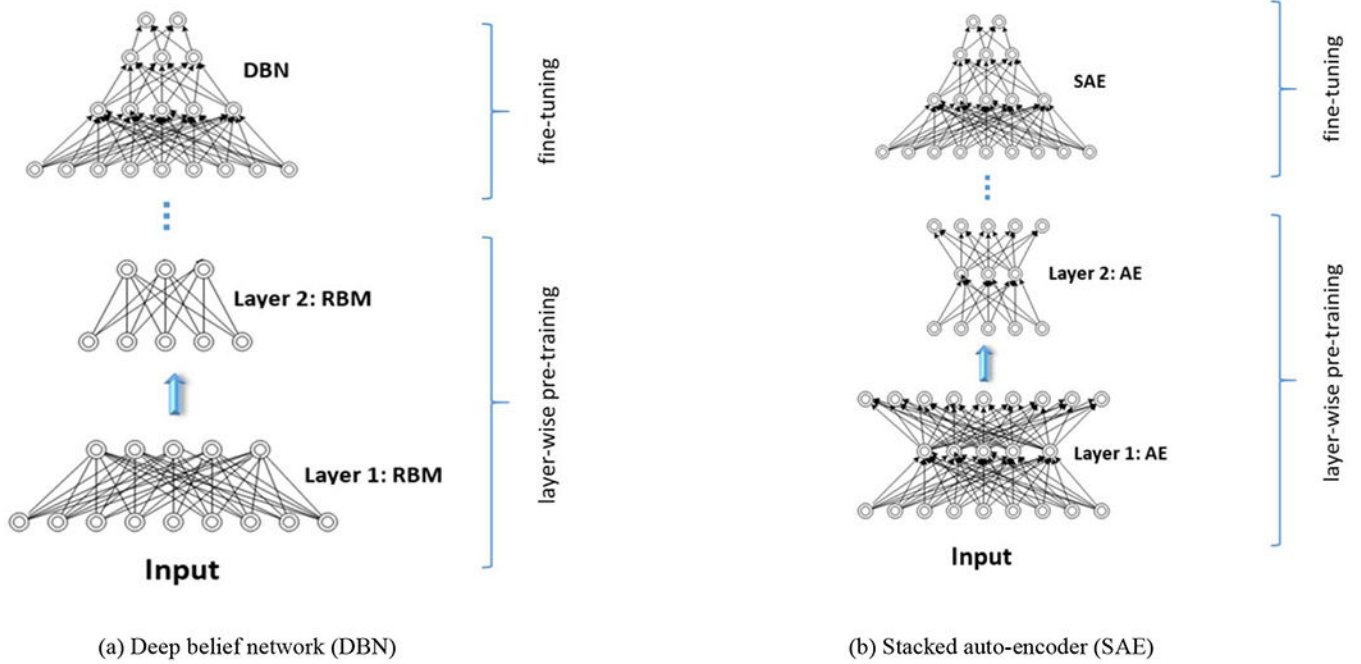 DBN
fine-tuning
Layer 2: RBM
layer-wise pre-training
Layer 1: RBM
Input
(a) Deep belief network (DBN)
SAE
fine-tuning
Layer 2: AE
layer-wise pre-training
Layer 1: AE
Input
(b) Stacked auto-encoder (SAE)